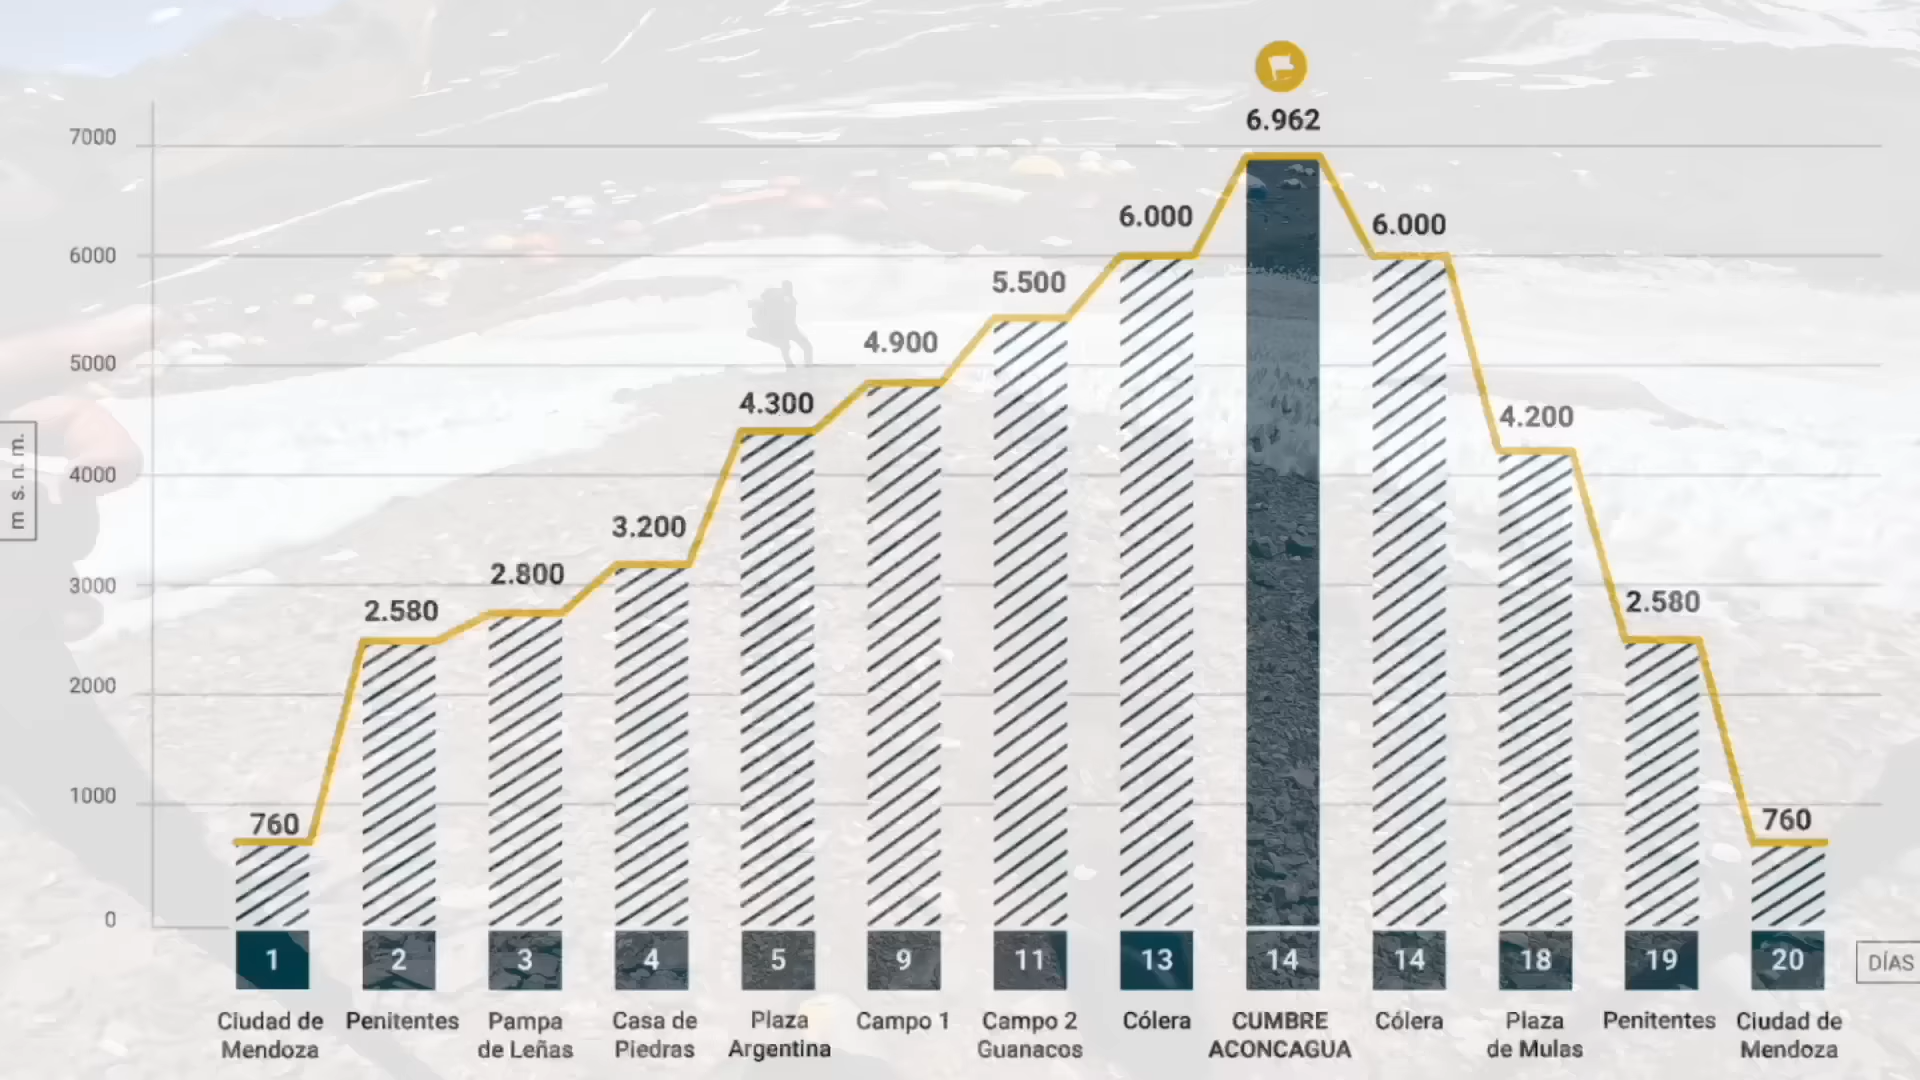 6.962
7000
6.000
6.000
6000
5.500
4.900
5000
4.300
4.200
m s. n. m.
4000
3.200
2.800
3000
2.580
2.580
2000
1000
760
760
0
1 2 3 4 5 9 11 13 14 14 18 19 20
DÍAS
Ciudad de
Mendoza
Penitentes
Pampa
de Leñas
Casa de
Piedras
Plaza
Argentina
Campo 1
Campo 2
Guanacos
Cólera
CUMBRE
ACONCAGUA
Cólera
Plaza
de Mulas
Penitentes
Ciudad de
Mendoza